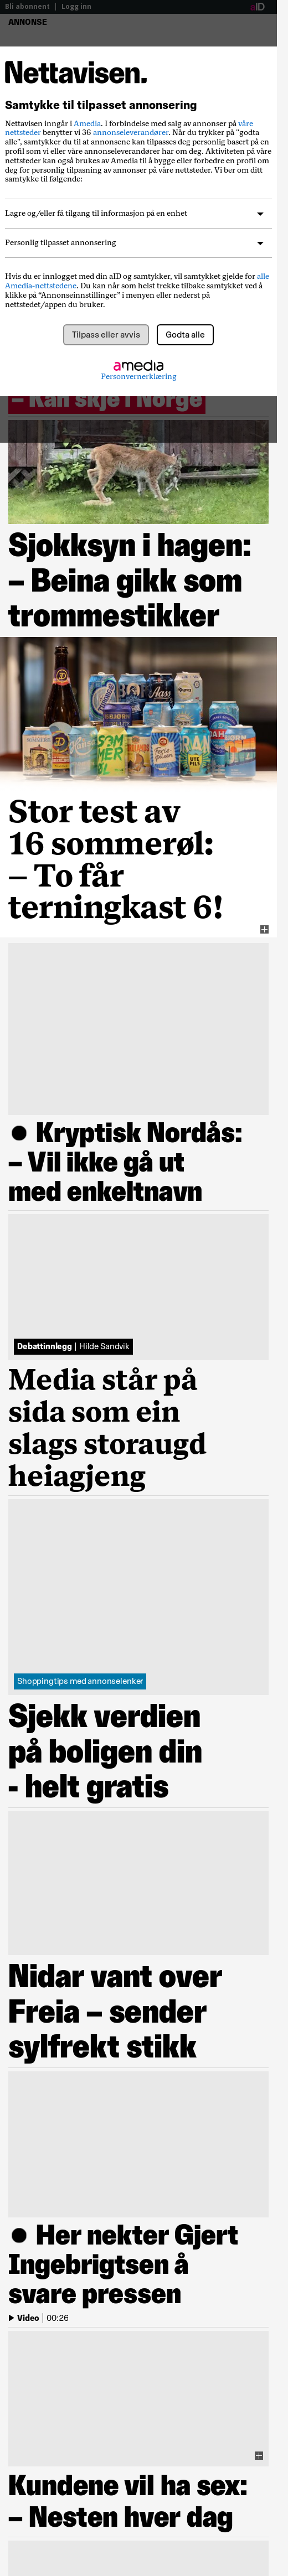 Bli abonnent | Logg inn
aID
ANNONSE
Nettavisen.
Samtykke til tilpasset annonsering
Nettavisen inngår i Amedia. I forbindelse med salg av annonser på våre
nettsteder benytter vi 36 annonseleverandører. Når du trykker på "godta
alle", samtykker du til at annonsene kan tilpasses deg personlig basert på en
profil som vi eller våre annonseleverandører har om deg. Aktiviteten på våre
nettsteder kan også brukes av Amedia til å bygge eller forbedre en profil om
deg for personlig tilpasning av annonser på våre nettsteder. Vi ber om ditt
samtykke til følgende:
Lagre og/eller få tilgang til informasjon på en enhet
Personlig tilpasset annonsering
Hvis du er innlogget med din aID og samtykker, vil samtykket gjelde for alle
Amedia-nettstedene. Du kan når som helst trekke tilbake samtykket ved å
klikke på “Annonseinnstillinger” i menyen eller nederst på
nettstedet/appen du bruker.
Tilpass eller avvis
Godta alle
amedia
Personvernerklæring
– Kan skje i Norge
Sjokksyn i hagen:
– Beina gikk som
trommestikker
Stor test av
16 sommerøl:
– To får
terningkast 6!
Kryptisk Nordås:
– Vil ikke gå ut
med enkeltnavn
Debattinnlegg | Hilde Sandvik
Media står på
sida som ein
slags storaugd
heiagjeng
Shoppingtips med annonselenker
Sjekk verdien
på boligen din
- helt gratis
Nidar vant over
Freia – sender
sylfrekt stikk
Her nekter Gjert
Ingebrigtsen å
svare pressen
Video | 00:26
Kundene vil ha sex:
– Nesten hver dag